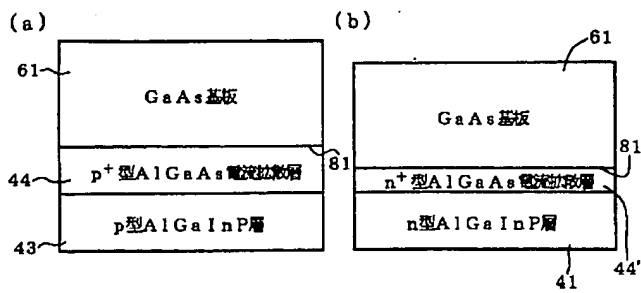 (a)
61
GaAs基板
81
44
p+型AlGaAs電流拡散層
p型AlGaInP層
43
(b)
61
GaAs基板
81
n+型AlGaAs電流拡散層
44'
n型AlGaInP層
41